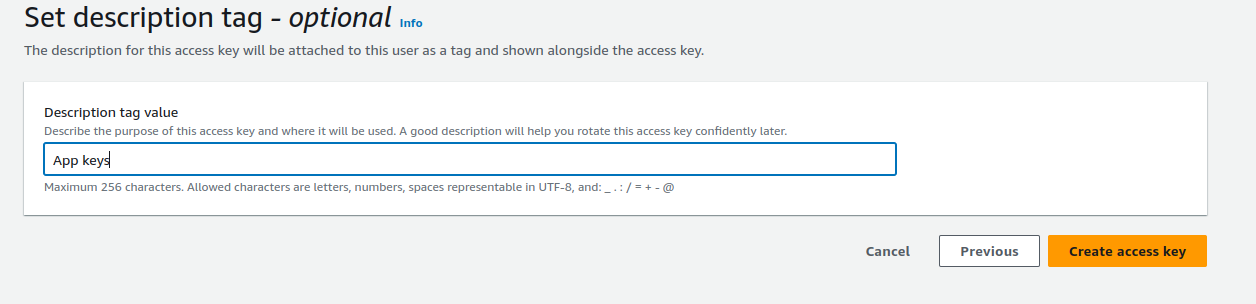 Set description tag - optional Info
The description for this access key will be attached to this user as a tag and shown alongside the access key.
Description tag value
Describe the purpose of this access key and where it will be used. A good description will help you rotate this access key confidently later.
App keys
Maximum 256 characters. Allowed characters are letters, numbers, spaces representable in UTF-8, and: _ . : / = + - @
Cancel Previous Create access key